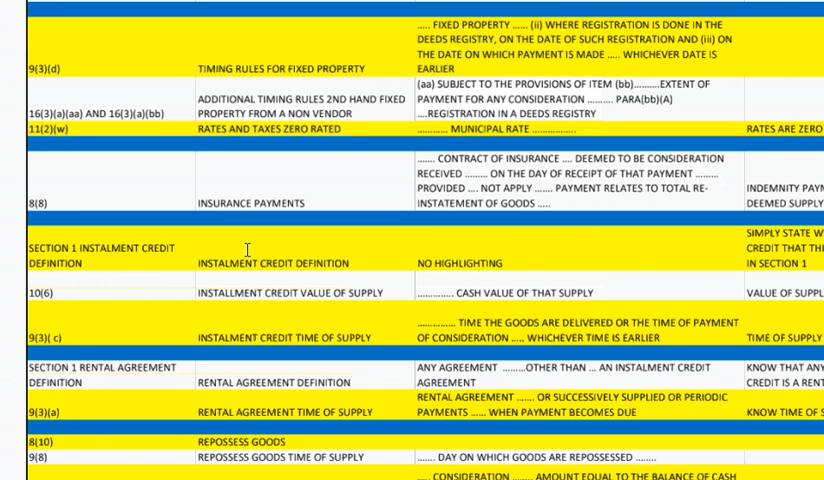 ..... FIXED PROPERTY ...... (ii) WHERE REGISTRATION IS DONE IN THE
DEEDS REGISTRY, ON THE DATE OF SUCH REGISTRATION AND (iii) ON
THE DATE ON WHICH PAYMENT IS MADE ..... WHICHEVER DATE IS
9(3)(d) TIMING RULES FOR FIXED PROPERTY EARLIER
(aa) SUBJECT TO THE PROVISIONS OF ITEM (bb)..........EXTENT OF
ADDITIONAL TIMING RULES 2ND HAND FIXED PAYMENT FOR ANY CONSIDERATION .......... PARA(bb)(A)
16(3)(a)(aa) AND 16(3)(a)(bb) PROPERTY FROM A NON VENDOR ....REGISTRATION IN A DEEDS REGISTRY
11(2)(w) RATES AND TAXES ZERO RATED ............ MUNICIPAL RATE ................. RATES ARE ZERO
....... CONTRACT OF INSURANCE .... DEEMED TO BE CONSIDERATION
RECEIVED ......... ON THE DAY OF RECEIPT OF THAT PAYMENT .........
PROVIDED .... NOT APPLY ....... PAYMENT RELATES TO TOTAL RE- INDEMNITY PAYM
8(8) INSURANCE PAYMENTS INSTATEMENT OF GOODS ..... DEEMED SUPPLY
SIMPLY STATE W
SECTION 1 INSTALMENT CREDIT CREDIT THAT THE
DEFINITION INSTALMENT CREDIT DEFINITION NO HIGHLIGHTING IN SECTION 1
10(6) INSTALLMENT CREDIT VALUE OF SUPPLY .............. CASH VALUE OF THAT SUPPLY VALUE OF SUPPL
............... TIME THE GOODS ARE DELIVERED OR THE TIME OF PAYMENT
9(3)( c) INSTALMENT CREDIT TIME OF SUPPLY OF CONSIDERATION ..... WHICHEVER TIME IS EARLIER TIME OF SUPPLY
SECTION 1 RENTAL AGREEMENT ANY AGREEMENT .........OTHER THAN ... AN INSTALMENT CREDIT KNOW THAT ANY
DEFINITION RENTAL AGREEMENT DEFINITION AGREEMENT CREDIT IS A RENT
RENTAL AGREEMENT ....... OR SUCCESSIVELY SUPPLIED OR PERIODIC
9(3)(a) RENTAL AGREEMENT TIME OF SUPPLY PAYMENTS ...... WHEN PAYMENT BECOMES DUE KNOW TIME OF S
8(10) REPOSSESS GOODS
9(8) REPOSSESS GOODS TIME OF SUPPLY ....... DAY ON WHICH GOODS ARE REPOSSESSED ........
..... CONSIDERATION ........ AMOUNT EQUAL TO THE BALANCE OF CASH